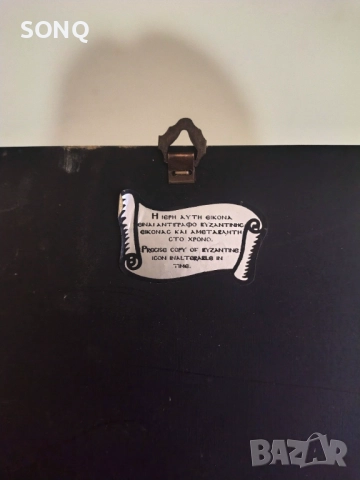 SONQ
Η ΙΕΡΗ ΑΥΤΗ ΕΙΚΟΝΑ
ΕΙΝΑΙ ΑΝΤΙΓΡΑΦΟ ΒΥΖΑΝΤΙΝΗΣ
ΕΙΚΟΝΑΣ ΚΑΙ ΑΜΕΤΑΒΛΗΤΗ
ΣΤΟ ΧΡΟΝΟ.
PRECISE COPY OF BYZANTINE
ICON INALTERABLE IN
TIME.
BAZAR